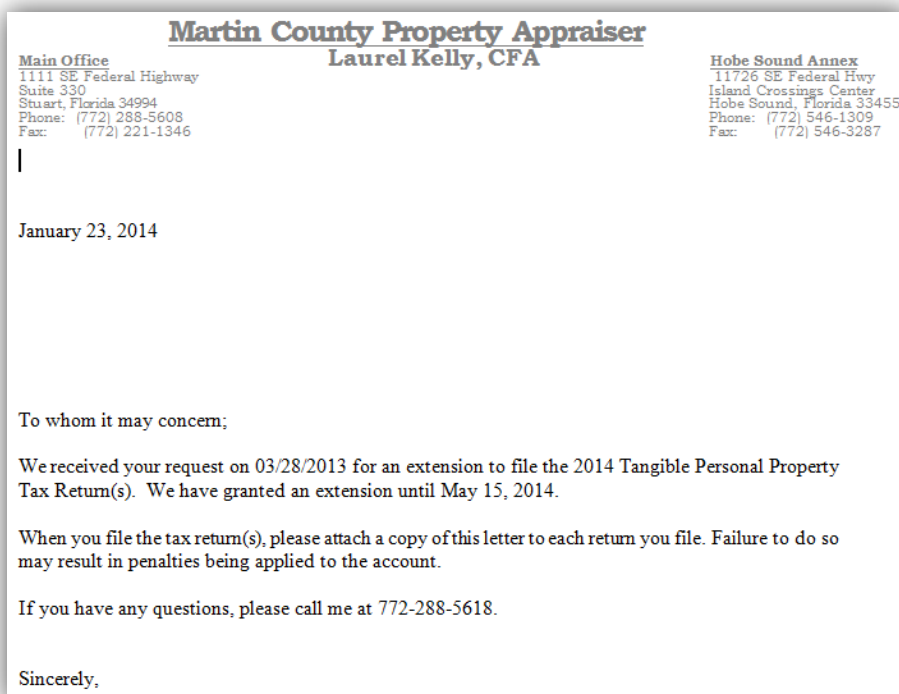 Martin County Property Appraiser
Laurel Kelly, CFA
Main Office
1111 SE Federal Highway
Suite 330
Stuart, Florida 34994
Phone: (772) 288-5608
Fax: (772) 221-1346
Hobe Sound Annex
11726 SE Federal Hwy
Island Crossings Center
Hobe Sound, Florida 33455
Phone: (772) 546-1309
Fax: (772) 546-3287
January 23, 2014
To whom it may concern;
We received your request on 03/28/2013 for an extension to file the 2014 Tangible Personal Property
Tax Return(s). We have granted an extension until May 15, 2014.
When you file the tax return(s), please attach a copy of this letter to each return you file. Failure to do so
may result in penalties being applied to the account.
If you have any questions, please call me at 772-288-5618.
Sincerely,